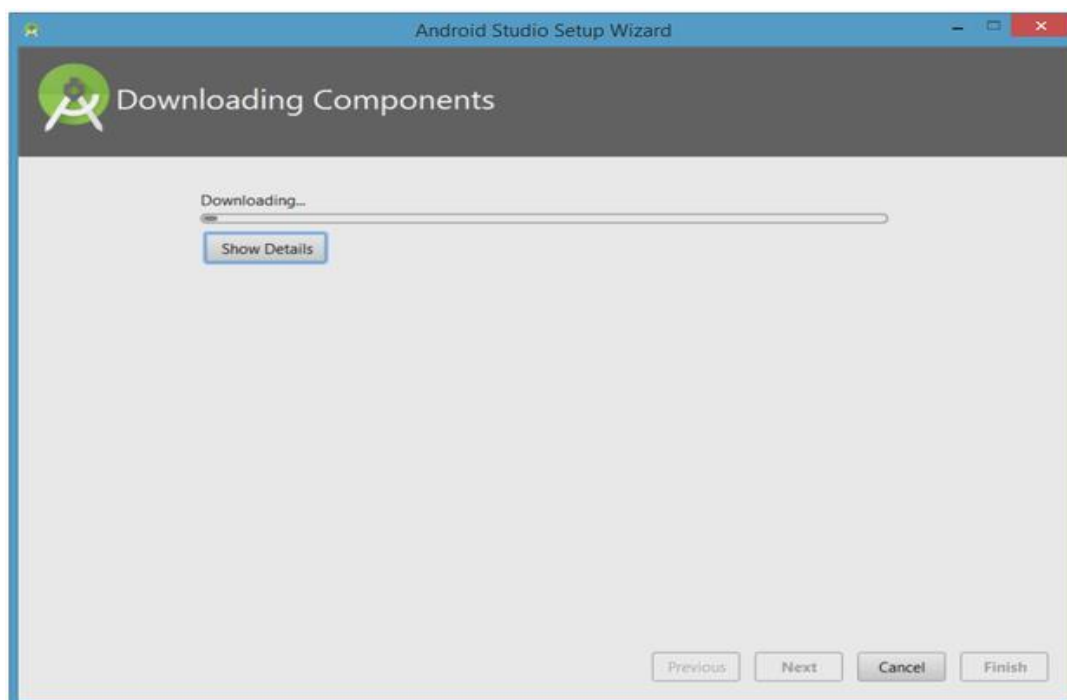 Android Studio Setup Wizard
Downloading Components
Downloading...
Show Details
Previous Next Cancel Finish